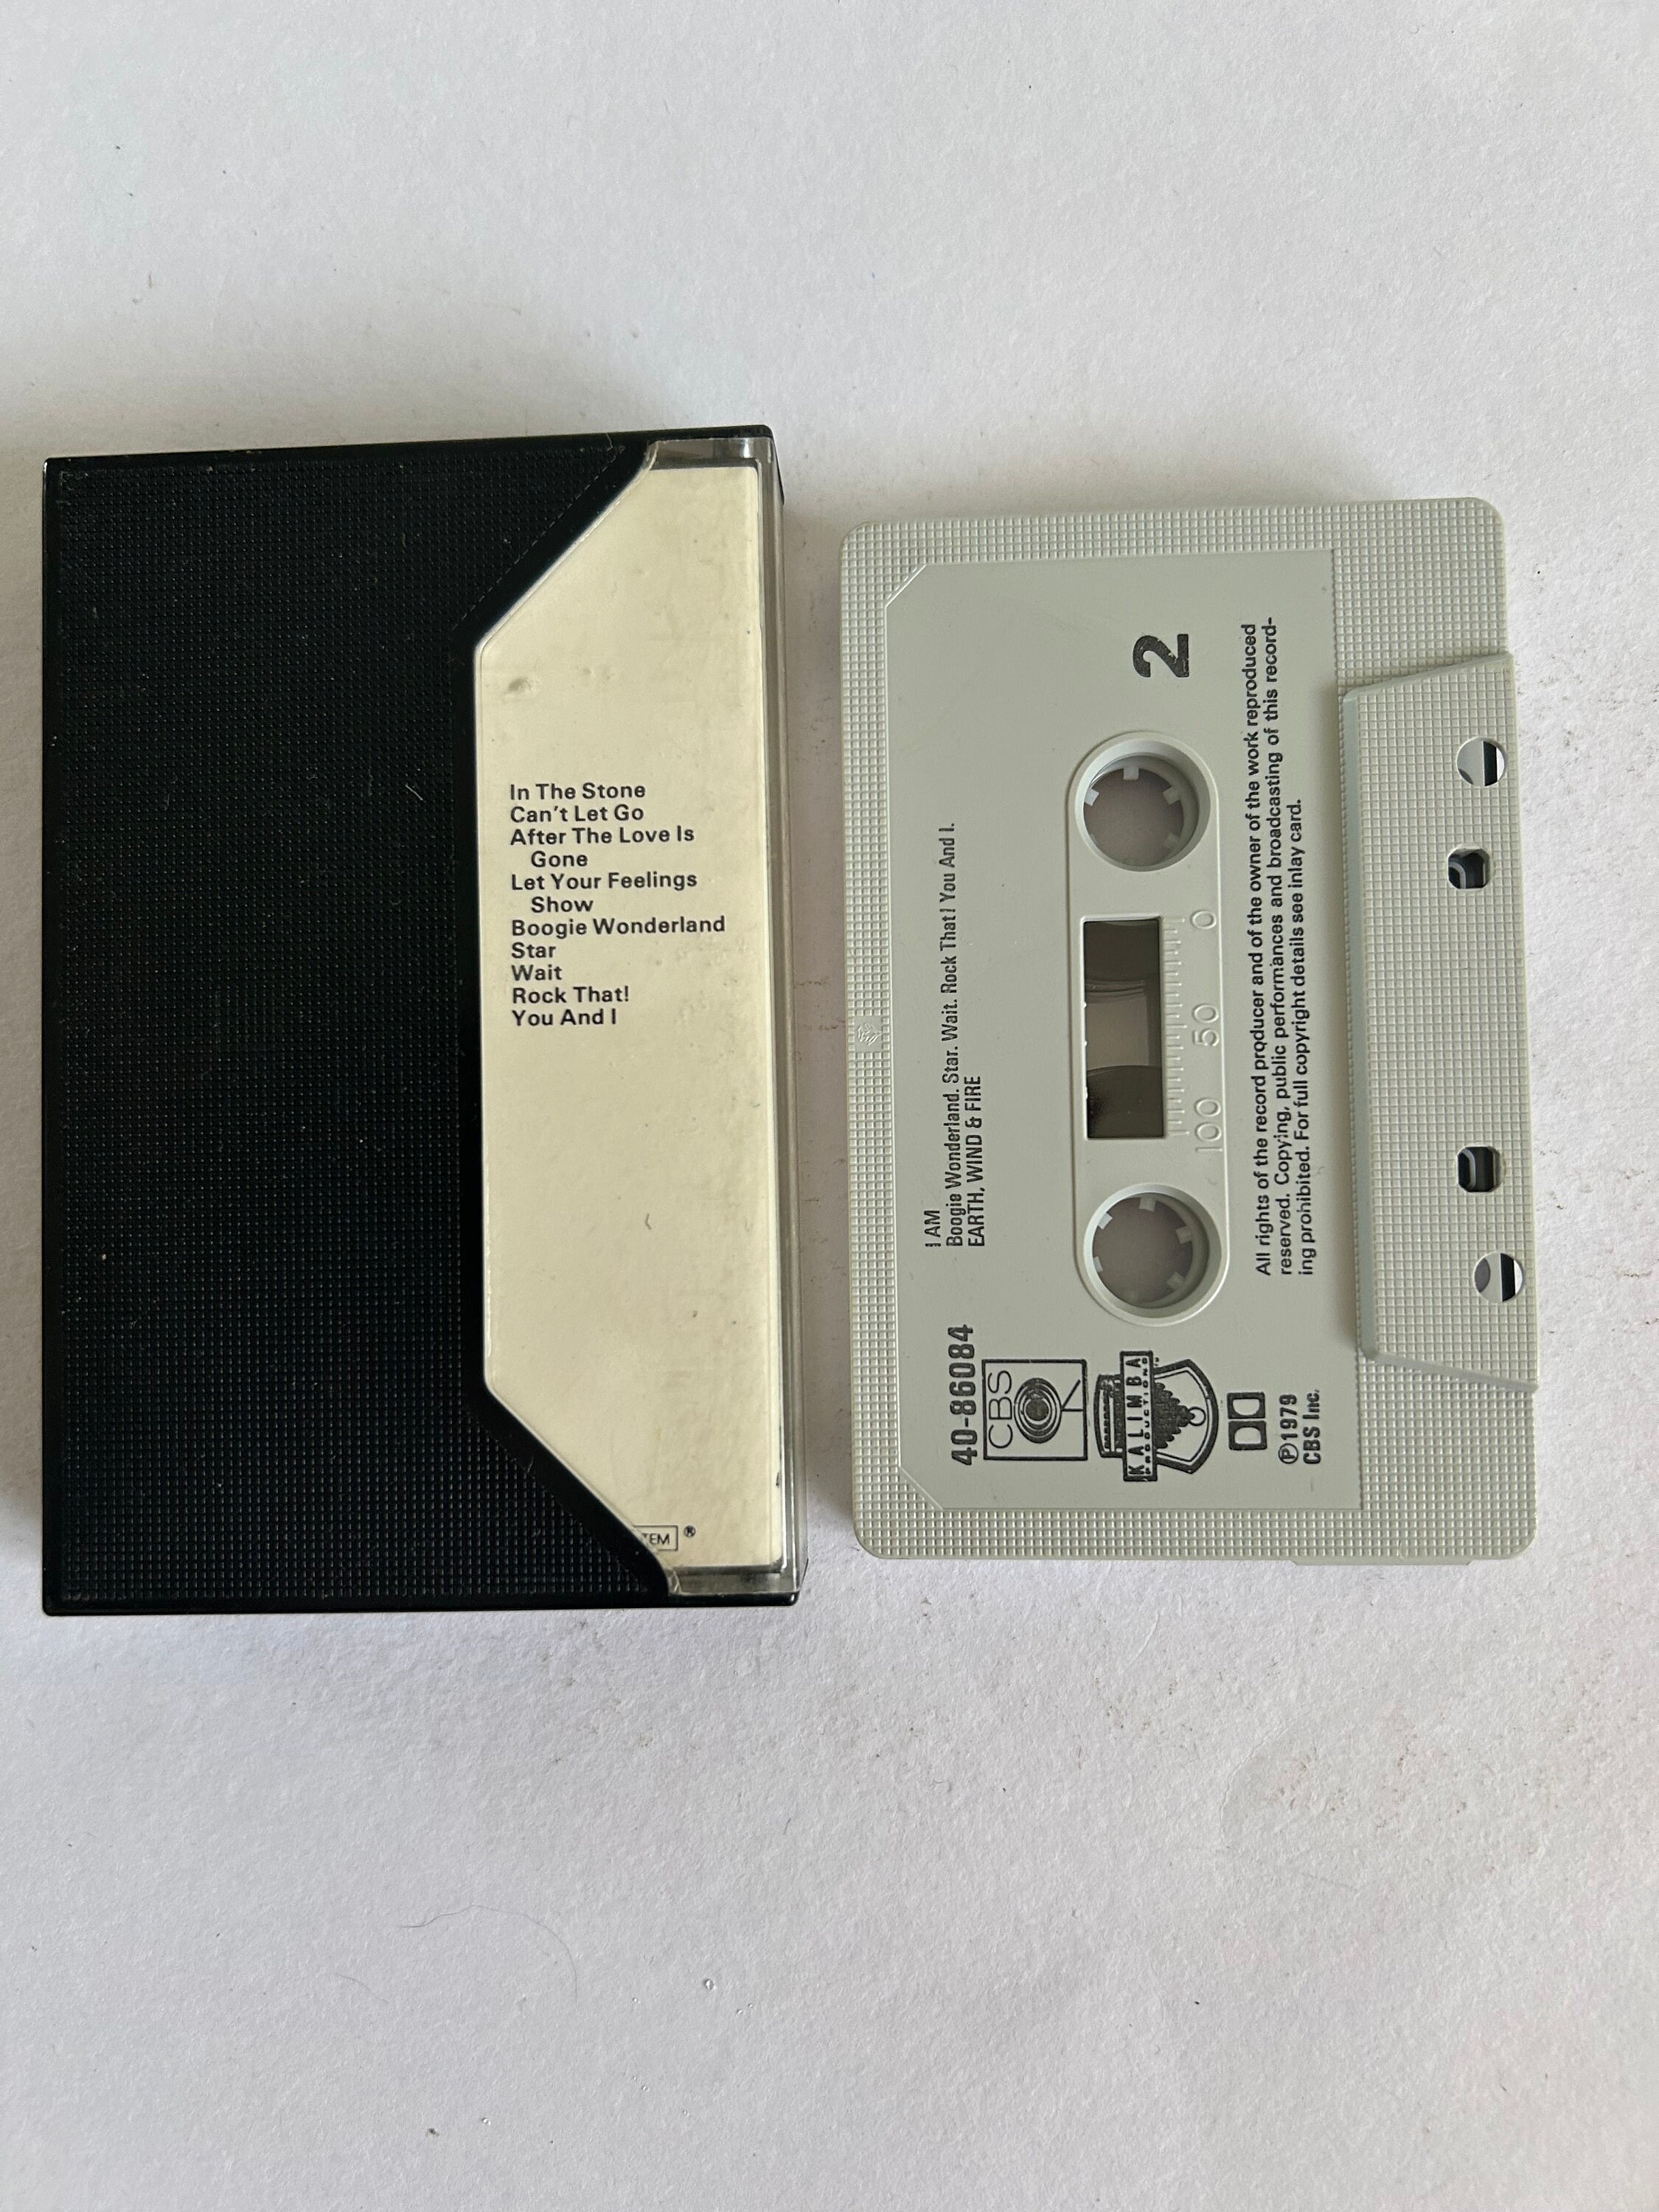 In The Stone
Can't Let Go
After The Love Is
Gone
Let Your Feelings
Show
Boogie Wonderland
Star
Wait
Rock That!
You And I
®
I AM
Boogie Wonderland. Star. Wait. Rock That! You And I.
EARTH, WIND & FIRE
2
40-86084
CBS
KALIMBA
PRODUCTIONS
℗1979
CBS Inc.
100 50 0
All rights of the record producer and of the owner of the work reproduced
reserved. Copying, public performances and broadcasting of this record-
ing prohibited. For full copyright details see inlay card.